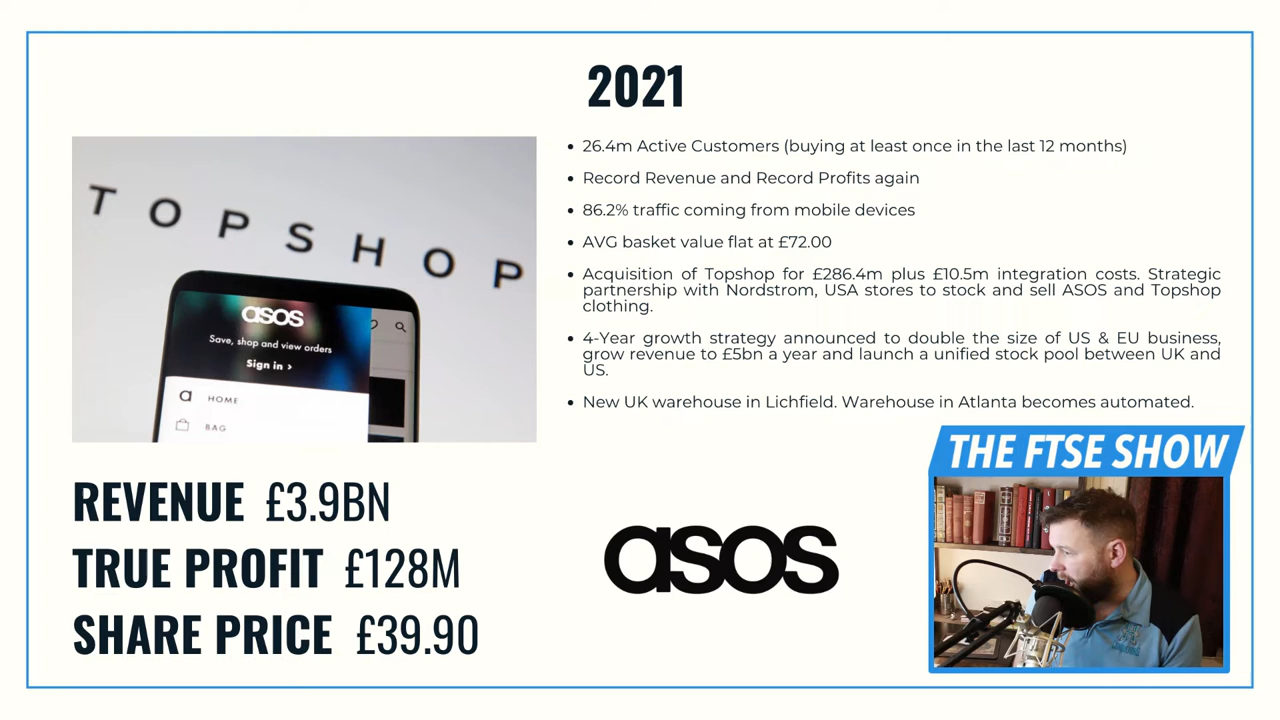 2021
TOPSHOP
asos
Save, shop and view orders
Sign in >
a HOME
BAG
• 26.4m Active Customers (buying at least once in the last 12 months)
• Record Revenue and Record Profits again
• 86.2% traffic coming from mobile devices
• AVG basket value flat at £72.00
• Acquisition of Topshop for £286.4m plus £10.5m integration costs. Strategic
partnership with Nordstrom, USA stores to stock and sell ASOS and Topshop
clothing.
• 4-Year growth strategy announced to double the size of US & EU business,
grow revenue to £5bn a year and launch a unified stock pool between UK and
US.
• New UK warehouse in Lichfield. Warehouse in Atlanta becomes automated.
REVENUE £3.9BN
TRUE PROFIT £128M
SHARE PRICE £39.90
asos
THE FTSE SHOW